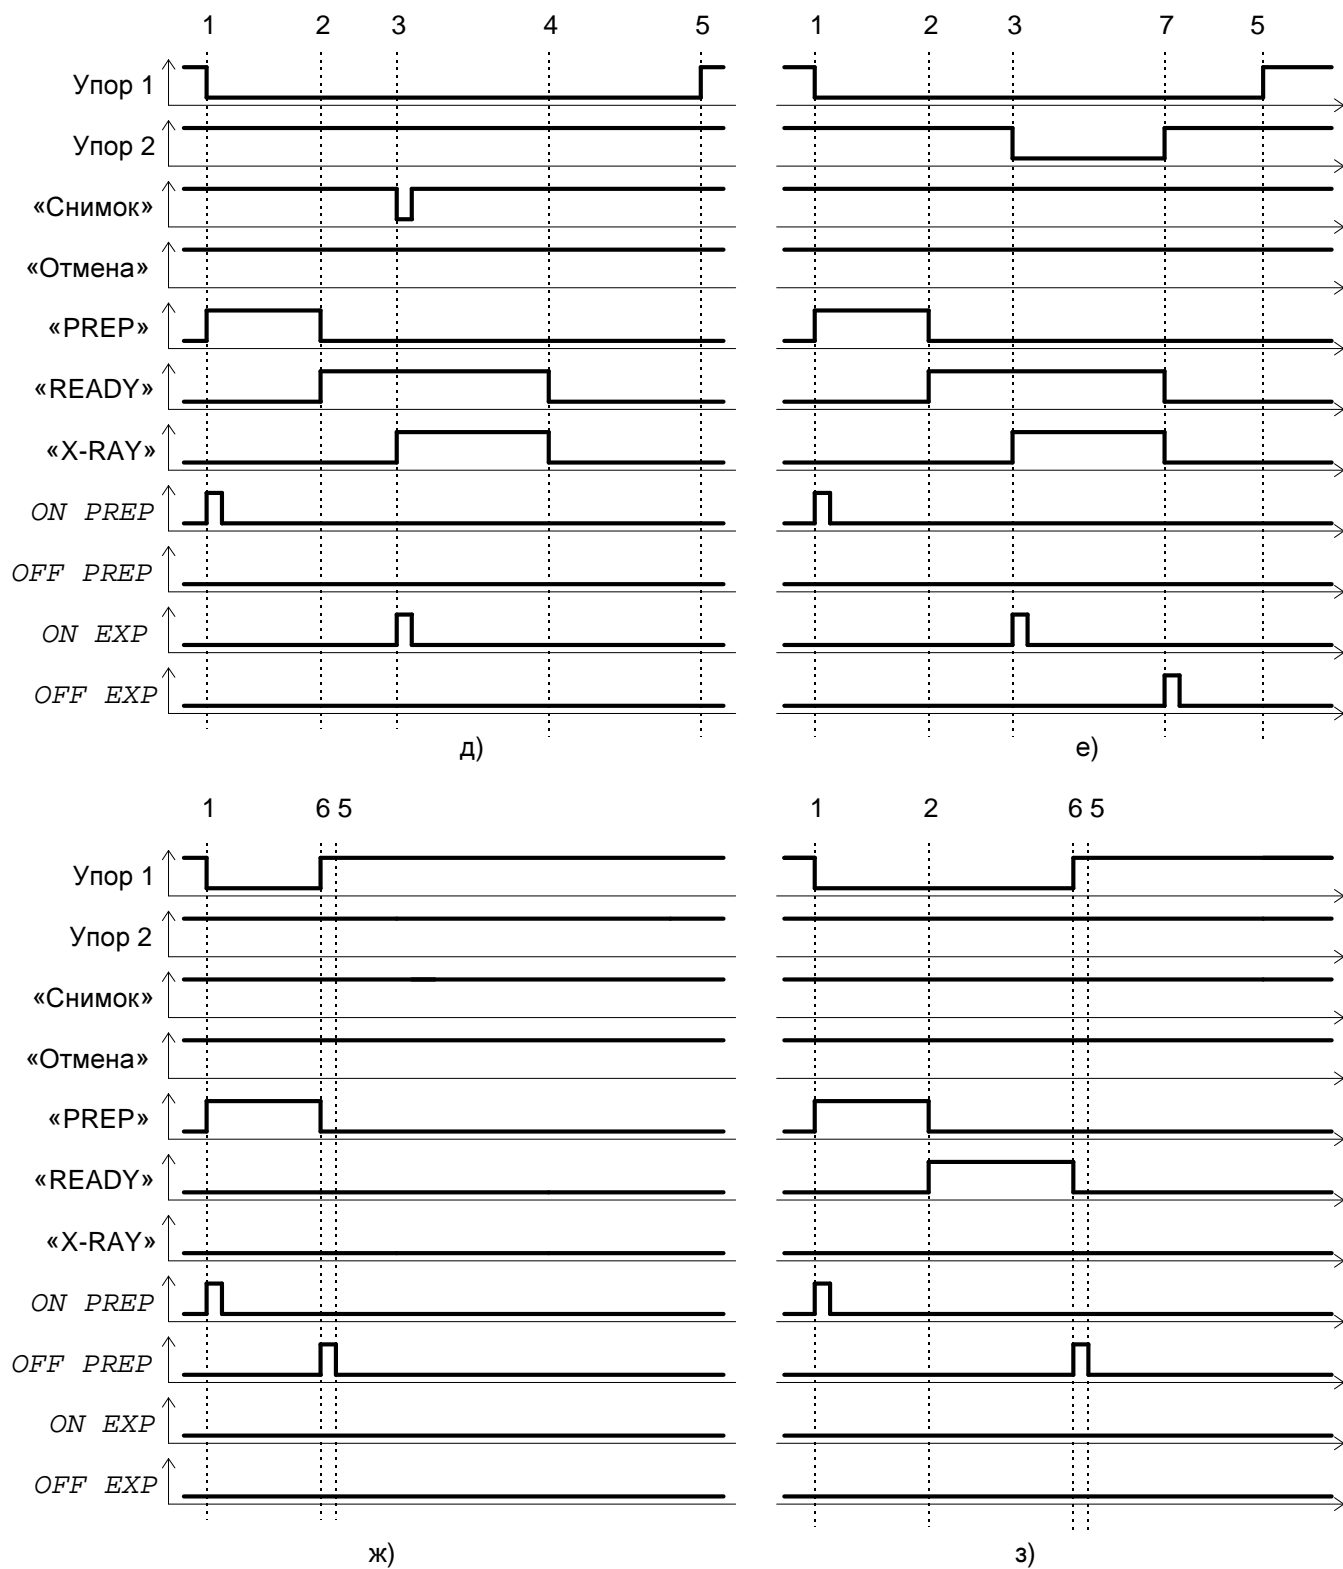 1 2 3 4 5 1 2 3 7 5
Упор 1
Упор 2
«Снимок»
«Отмена»
«PREP»
«READY»
«X-RAY»
ON PREP
OFF PREP
ON EXP
OFF EXP
д) е)
1 6 5 1 2 6 5
Упор 1
Упор 2
«Снимок»
«Отмена»
«PREP»
«READY»
«X-RAY»
ON PREP
OFF PREP
ON EXP
OFF EXP
ж) з)